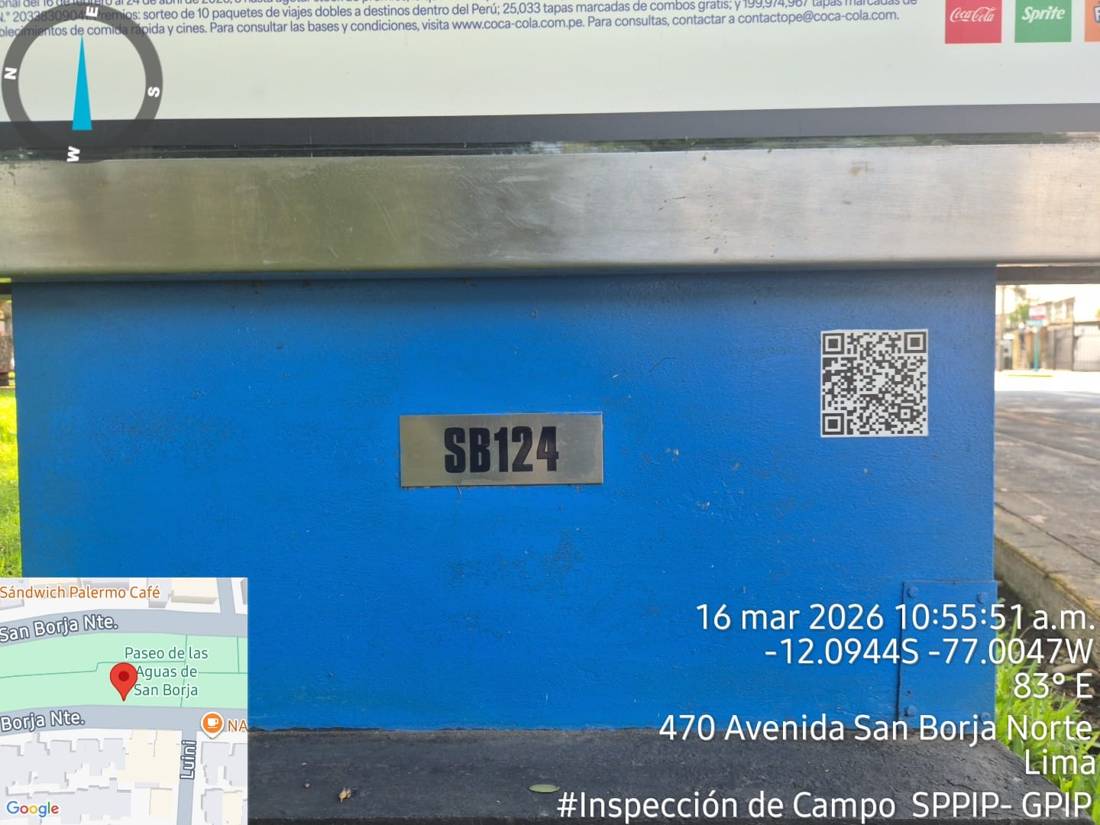 N.° 20338309041 Premios: sorteo de 10 paquetes de viajes dobles a destinos dentro del Perú; 25,033 tapas marcadas de combos gratis; y 199,974,967 tapas marcadas de
establecimientos de comida rápida y cines. Para consultar las bases y condiciones, visita www.coca-cola.com.pe. Para consultas, contactar a contactope@coca-cola.com.
Coca-Cola
Sprite
N
E
S
W
SB124
Sándwich Palermo Café
San Borja Nte.
Paseo de las
Aguas de
San Borja
Borja Nte.
NA
Luini
Google
16 mar 2026 10:55:51 a.m.
-12.0944S -77.0047W
83° E
470 Avenida San Borja Norte
Lima
#Inspección de Campo SPPIP- GPIP